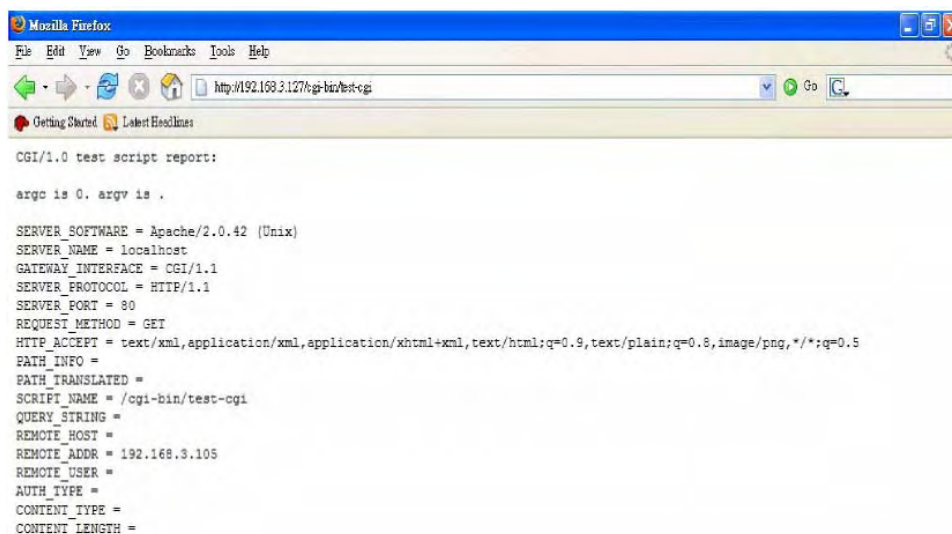 Mozilla Firefox
File Edit View Go Bookmarks Tools Help
http://192.168.3.127/cgi-bin/test-cgi Go G
Getting Started Latest Headlines
CGI/1.0 test script report:
argc is 0. argv is .
SERVER_SOFTWARE = Apache/2.0.42 (Unix)
SERVER_NAME = localhost
GATEWAY_INTERFACE = CGI/1.1
SERVER_PROTOCOL = HTTP/1.1
SERVER_PORT = 80
REQUEST_METHOD = GET
HTTP_ACCEPT = text/xml,application/xml,application/xhtml+xml,text/html;q=0.9,text/plain;q=0.8,image/png,*/*;q=0.5
PATH_INFO =
PATH_TRANSLATED =
SCRIPT_NAME = /cgi-bin/test-cgi
QUERY_STRING =
REMOTE_HOST =
REMOTE_ADDR = 192.168.3.105
REMOTE_USER =
AUTH_TYPE =
CONTENT_TYPE =
CONTENT_LENGTH =